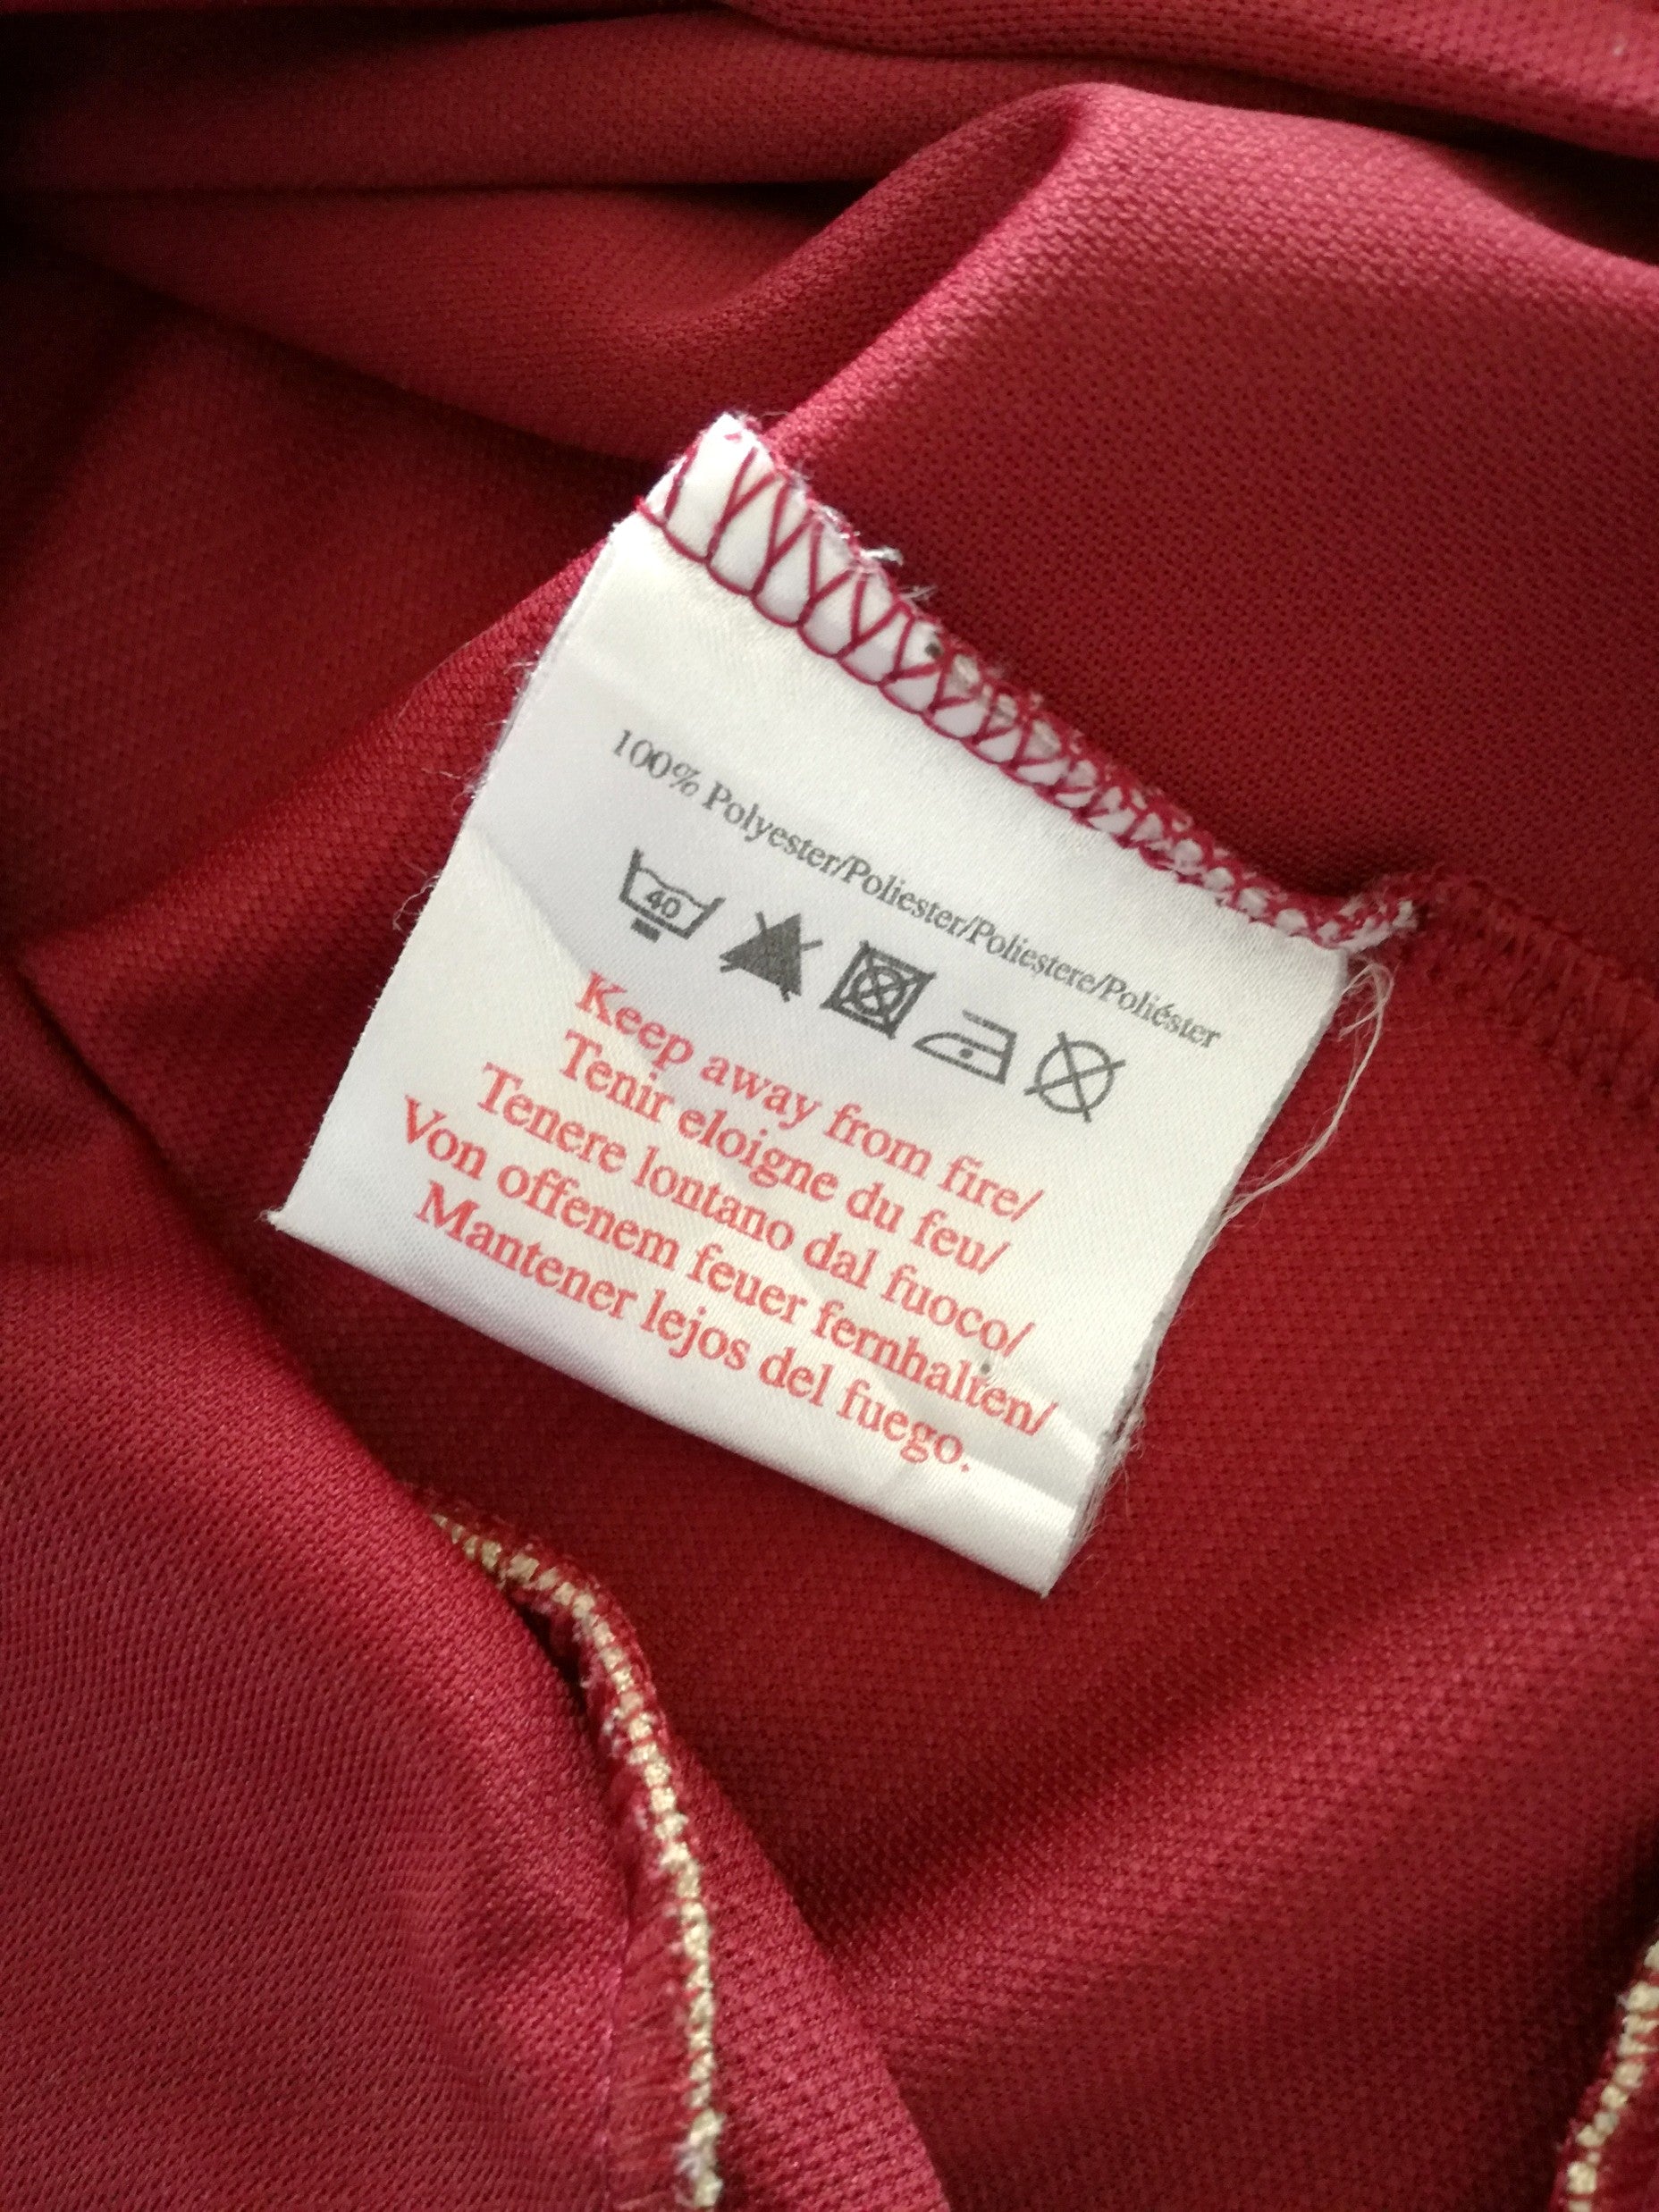 100% Polyester/Poliester/Poliestere/Poliéster
40
Keep away from fire/
Tenir eloigne du feu/
Tenere lontano dal fuoco/
Von offenem feuer fernhalten/
Mantener lejos del fuego.